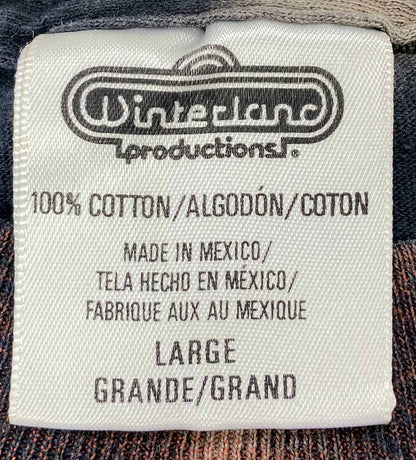 Winterland
productions®
100% COTTON/ALGODÓN/COTON
MADE IN MEXICO/
TELA HECHO EN MÉXICO/
FABRIQUE AUX AU MEXIQUE
LARGE
GRANDE/GRAND